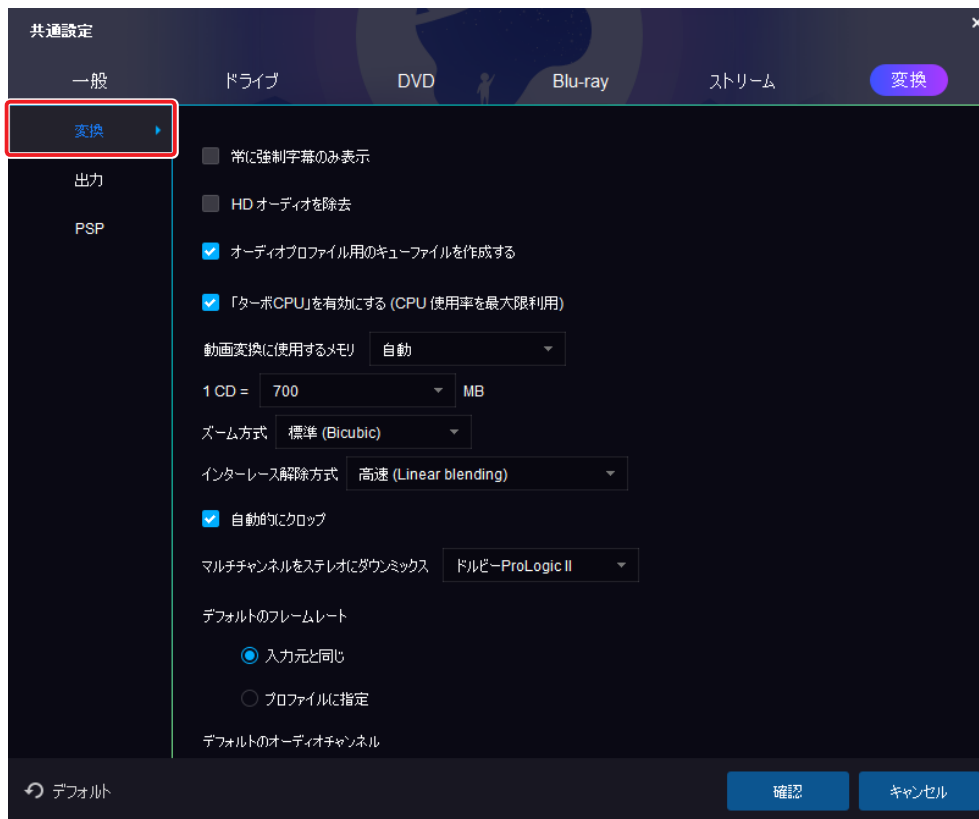 共通設定
一般 ドライブ DVD Blu-ray ストリーム 変換
変換
出力
PSP
常に強制字幕のみ表示
HD オーディオを除去
オーディオプロファイル用のキューファイルを作成する
「ターボCPU」を有効にする (CPU 使用率を最大限利用)
動画変換に使用するメモリ 自動
1 CD = 700 MB
ズーム方式 標準 (Bicubic)
インターレース解除方式 高速 (Linear blending)
自動的にクロップ
マルチチャンネルをステレオにダウンミックス ドルビーProLogic II
デフォルトのフレームレート
入力元と同じ
プロファイルに指定
デフォルトのオーディオチャンネル
デフォルト 確認 キャンセル